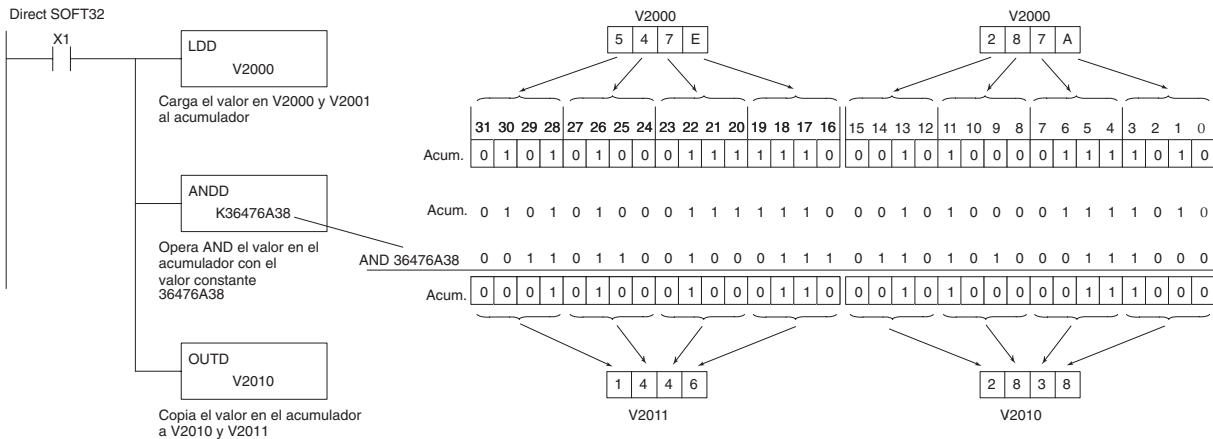 Direct SOFT32
X1
LDD
V2000
Carga el valor en V2000 y V2001
al acumulador
ANDD
K36476A38
Opera AND el valor en el
acumulador con el
valor constante
36476A38
OUTD
V2010
Copia el valor en el acumulador
a V2010 y V2011
V2000 V2000
5 4 7 E 2 8 7 A
31 30 29 28 27 26 25 24 23 22 21 20 19 18 17 16 15 14 13 12 11 10 9 8 7 6 5 4 3 2 1 0
Acum. 0 1 0 1 0 1 0 0 0 1 1 1 1 1 1 0 0 0 1 0 1 0 0 0 0 1 1 1 1 0 1 0
Acum. 0 1 0 1 0 1 0 0 0 1 1 1 1 1 1 0 0 0 1 0 1 0 0 0 0 1 1 1 1 0 1 0
AND 36476A38 0 0 1 1 0 1 1 0 0 1 0 0 0 1 1 1 0 1 1 0 1 0 1 0 0 0 1 1 1 0 0 0
Acum. 0 0 0 1 0 1 0 0 0 1 0 0 0 1 1 0 0 0 1 0 1 0 0 0 0 0 1 1 1 0 0 0
1 4 4 6 2 8 3 8
V2011 V2010